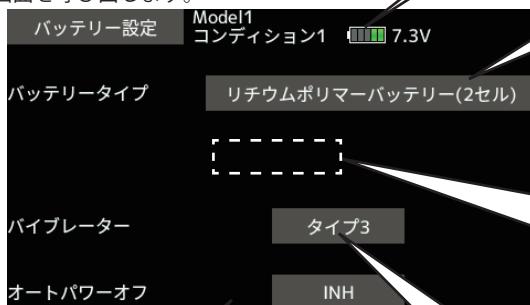 画面を呼び出します。
バッテリー設定
Model1
コンディション1 7.3V
バッテリータイプ
リチウムポリマーバッテリー(2セル)
バイブレーター
タイプ3
オートパワーオフ
INH